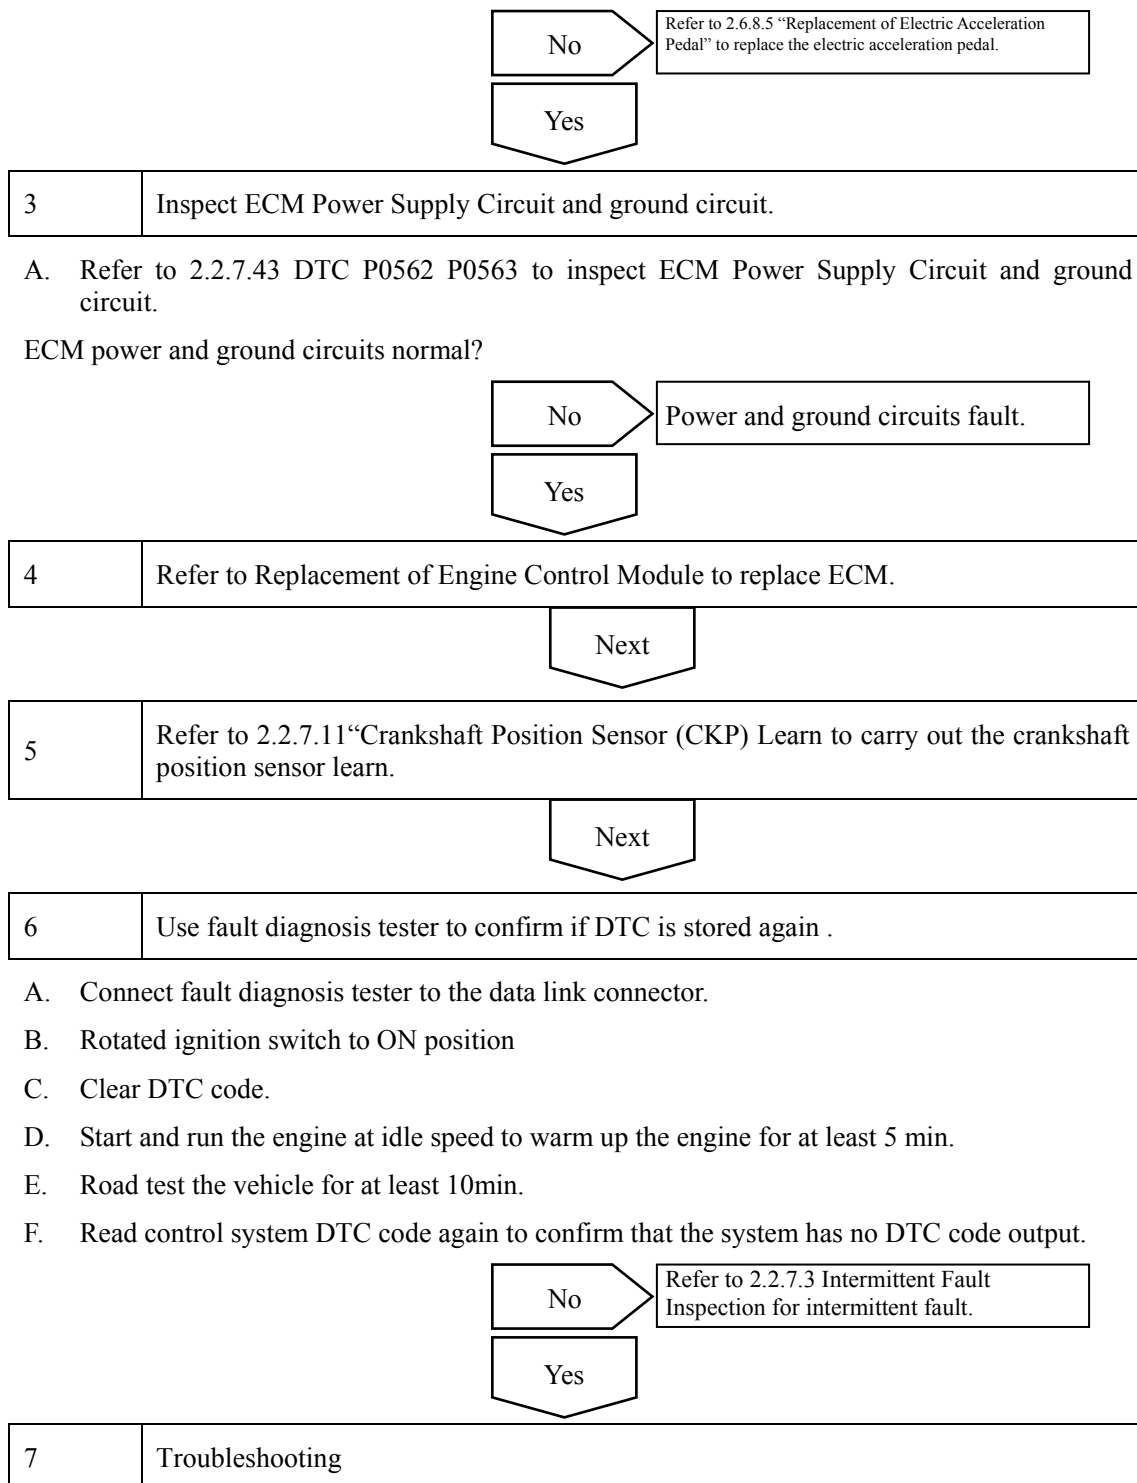 No
Refer to 2.6.8.5 “Replacement of Electric Acceleration
Pedal” to replace the electric acceleration pedal.
Yes
3
Inspect ECM Power Supply Circuit and ground circuit.
A. Refer to 2.2.7.43 DTC P0562 P0563 to inspect ECM Power Supply Circuit and ground
circuit.
ECM power and ground circuits normal?
No
Power and ground circuits fault.
Yes
4
Refer to Replacement of Engine Control Module to replace ECM.
Next
5
Refer to 2.2.7.11“Crankshaft Position Sensor (CKP) Learn to carry out the crankshaft
position sensor learn.
Next
6
Use fault diagnosis tester to confirm if DTC is stored again .
A. Connect fault diagnosis tester to the data link connector.
B. Rotated ignition switch to ON position
C. Clear DTC code.
D. Start and run the engine at idle speed to warm up the engine for at least 5 min.
E. Road test the vehicle for at least 10min.
F. Read control system DTC code again to confirm that the system has no DTC code output.
No
Refer to 2.2.7.3 Intermittent Fault
Inspection for intermittent fault.
Yes
7
Troubleshooting